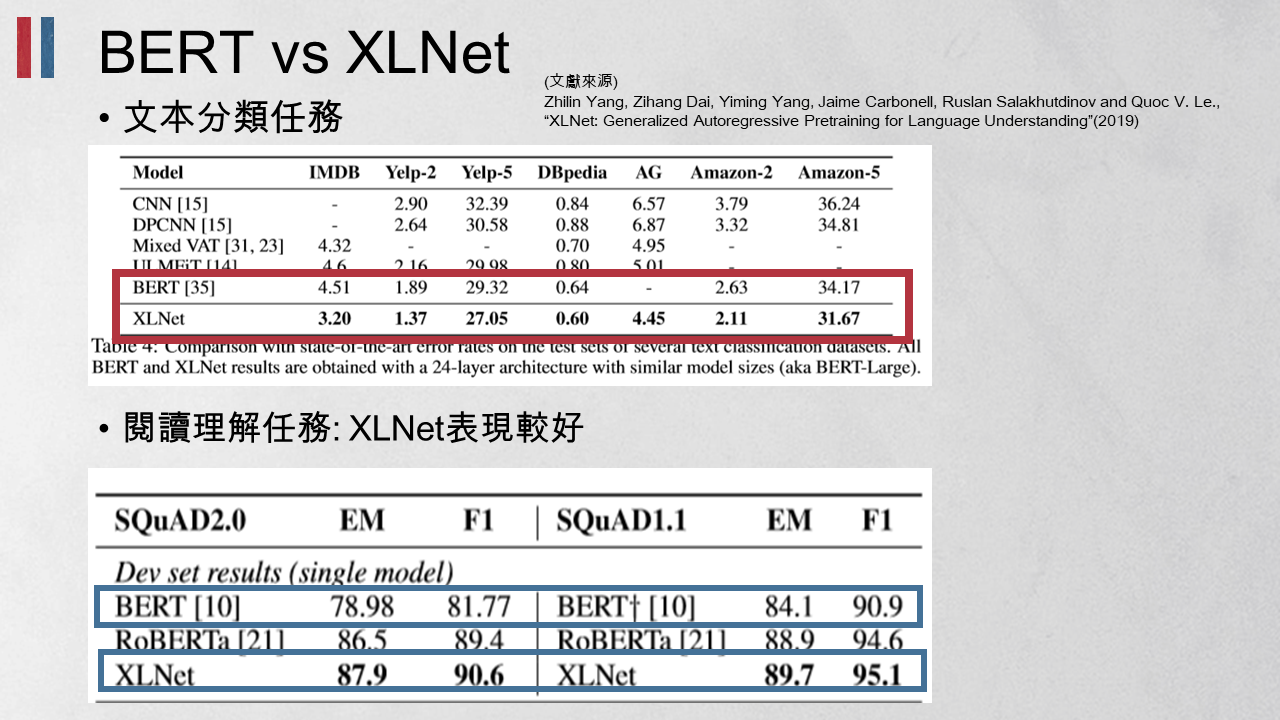 BERT vs XLNet
(文獻來源)
Zhilin Yang, Zihang Dai, Yiming Yang, Jaime Carbonell, Ruslan Salakhutdinov and Quoc V. Le.,
“XLNet: Generalized Autoregressive Pretraining for Language Understanding”(2019)
• 文本分類任務
Model IMDB Yelp-2 Yelp-5 DBpedia AG Amazon-2 Amazon-5
CNN [15] - 2.90 32.39 0.84 6.57 3.79 36.24
DPCNN [15] - 2.64 30.58 0.88 6.87 3.32 34.81
Mixed VAT [31, 23] 4.32 - - 0.70 4.95 - -
ULMFiT [14] 4.6 2.16 29.98 0.80 5.01 - -
BERT [35] 4.51 1.89 29.32 0.64 - 2.63 34.17
XLNet 3.20 1.37 27.05 0.60 4.45 2.11 31.67
Table 4: Comparison with state-of-the-art error rates on the test sets of several text classification datasets. All
BERT and XLNet results are obtained with a 24-layer architecture with similar model sizes (aka BERT-Large).
• 閱讀理解任務: XLNet表現較好
SQuAD2.0 EM F1 SQuAD1.1 EM F1
Dev set results (single model)
BERT [10] 78.98 81.77 BERT† [10] 84.1 90.9
RoBERTa [21] 86.5 89.4 RoBERTa [21] 88.9 94.6
XLNet 87.9 90.6 XLNet 89.7 95.1